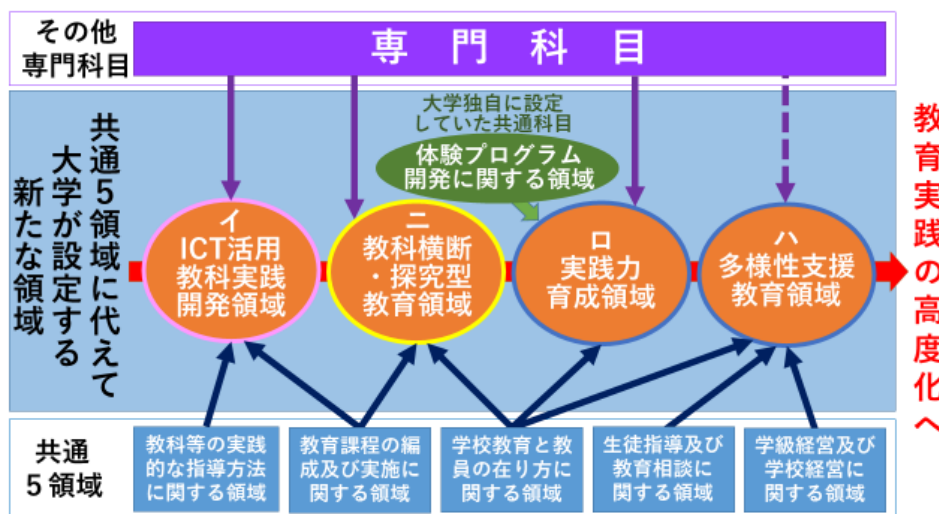 その他
専門科目
専門科目
共通5領域に代えて
大学が設定する
新たな領域
大学独自に設定
していた共通科目
体験プログラム
開発に関する領域
イ
ICT活用
教科実践
開発領域
ニ
教科横断
・探究型
教育領域
ロ
実践力
育成領域
ハ
多様性支援
教育領域
教育実践の高度化へ
共通
5領域
教科等の実践
的な指導方法
に関する領域
教育課程の編
成及び実施に
関する領域
学校教育と教
員の在り方に
関する領域
生徒指導及び
教育相談に
関する領域
学級経営及び
学校経営に
関する領域